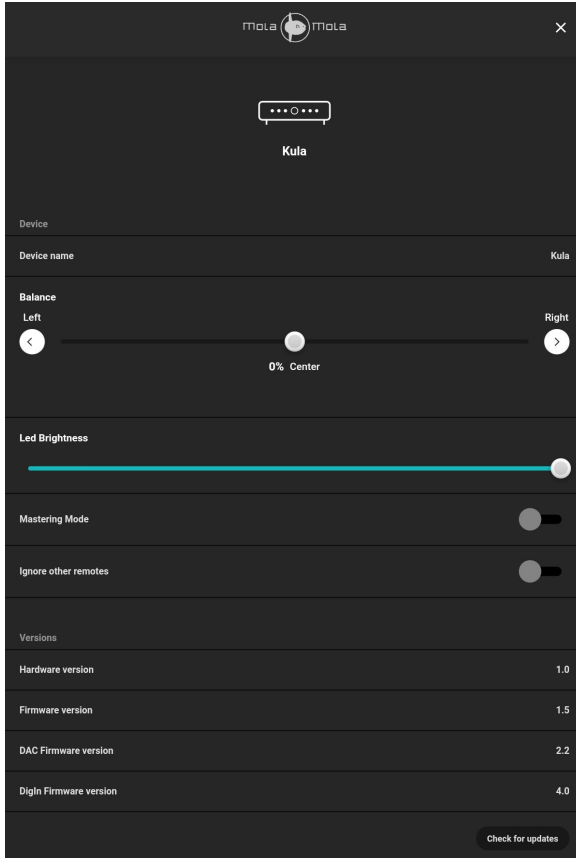 mola mola
Kula
Device
Device name Kula
Balance
Left Right
0% Center
Led Brightness
Mastering Mode
Ignore other remotes
Versions
Hardware version 1.0
Firmware version 1.5
DAC Firmware version 2.2
DigIn Firmware version 4.0
Check for updates